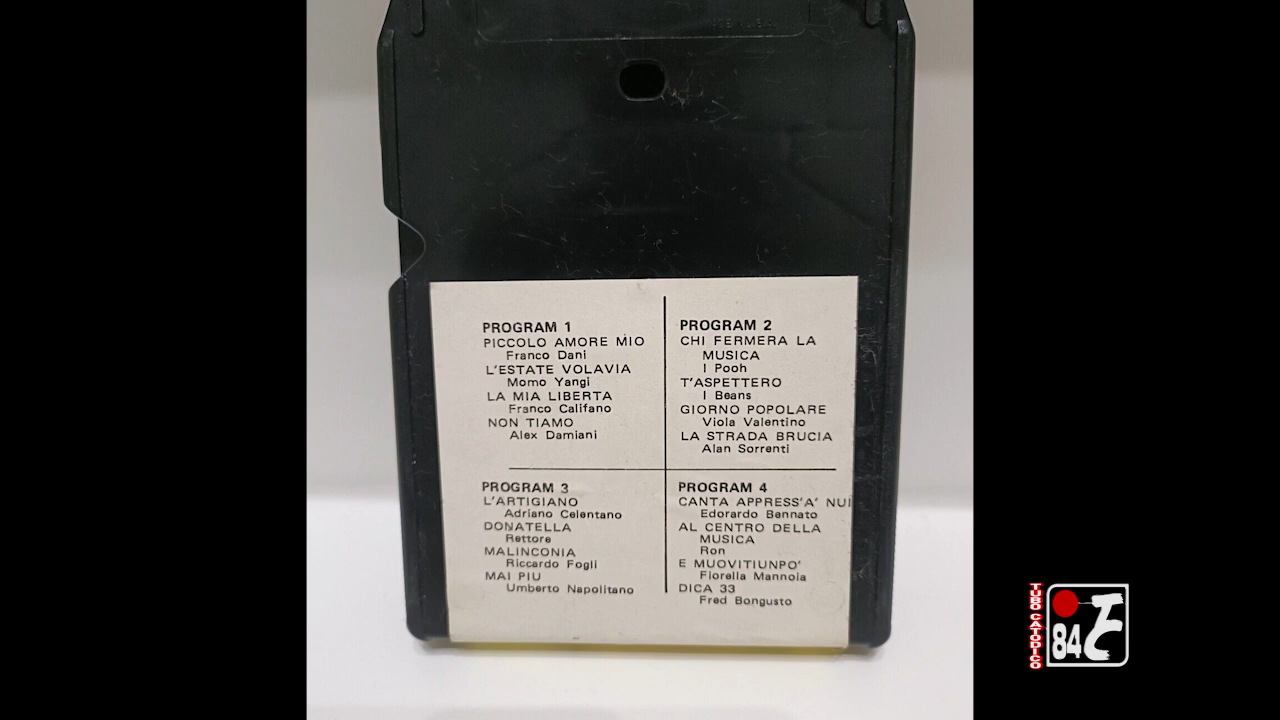 PROGRAM 1
PICCOLO AMORE MIO
Franco Dani
L'ESTATE VOLAVIA
Momo Yangi
LA MIA LIBERTA
Franco Califano
NON TIAMO
Alex Damiani
PROGRAM 2
CHI FERMERA LA
MUSICA
I Pooh
T'ASPETTERO
I Beans
GIORNO POPOLARE
Viola Valentino
LA STRADA BRUCIA
Alan Sorrenti
PROGRAM 3
L'ARTIGIANO
Adriano Celentano
DONATELLA
Rettore
MALINCONIA
Riccardo Fogli
MAI PIU
Umberto Napolitano
PROGRAM 4
CANTA APPRESS'A' NUI
Edorardo Bennato
AL CENTRO DELLA
MUSICA
Ron
E MUOVITIUNPO'
Fiorella Mannoia
DICA 33
Fred Bongusto
TUBO CATODICO
84